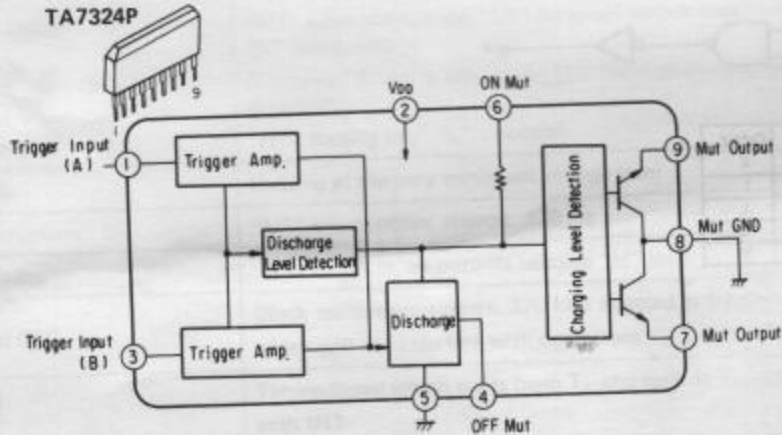 TA7324P
1
9
VDD
2
ON Mut
6
Trigger Input
(A)
1
Trigger Amp.
9
Mut Output
Discharge
Level Detection
Charging Level Detection
Mut GND
8
Discharge
Trigger Input
(B)
3
Trigger Amp.
7
Mut Output
5
4
OFF Mut